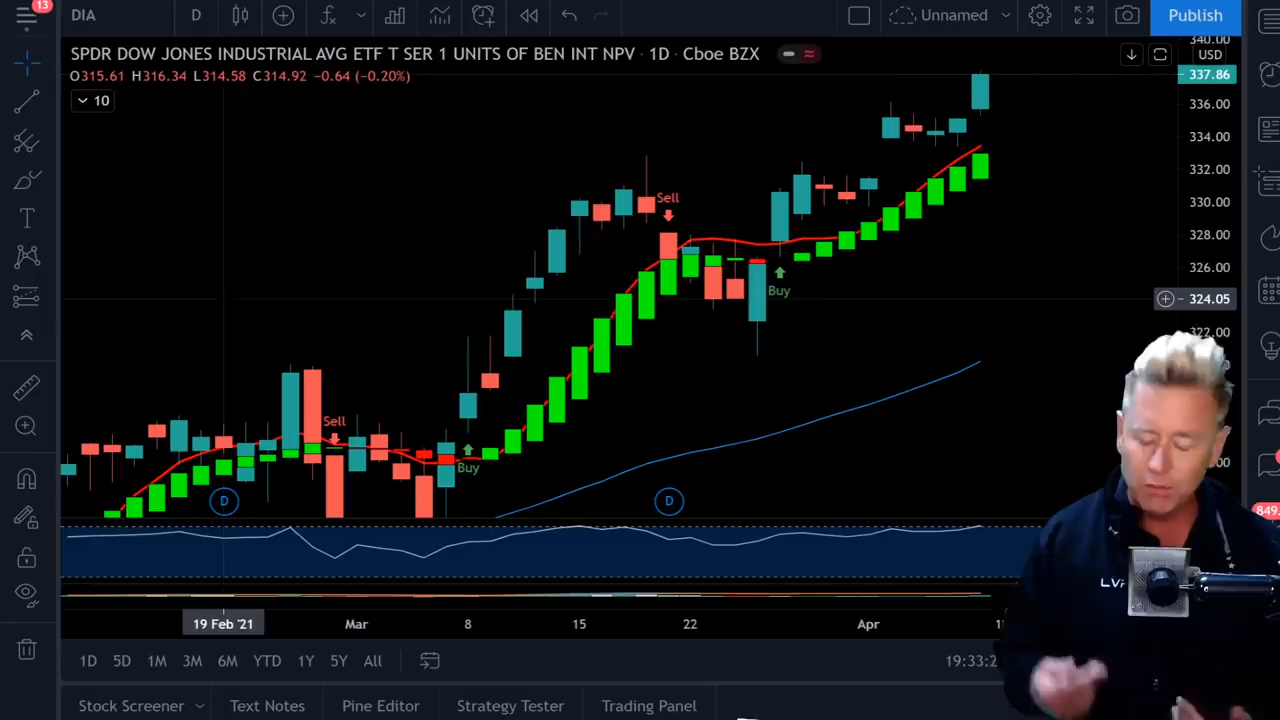 13
DIA
D
Unnamed
Publish
SPDR DOW JONES INDUSTRIAL AVG ETF T SER 1 UNITS OF BEN INT NPV · 1D · Cboe BZX
O315.61 H316.34 L314.58 C314.92 −0.64 (−0.20%)
10
340.00
USD
337.86
336.00
334.00
332.00
330.00
328.00
326.00
324.05
322.00
Sell
Buy
Sell
Buy
D
D
849.
19 Feb '21
Mar
8
15
22
Apr
1D 5D 1M 3M 6M YTD 1Y 5Y All
19:33:2
Stock Screener
Text Notes
Pine Editor
Strategy Tester
Trading Panel